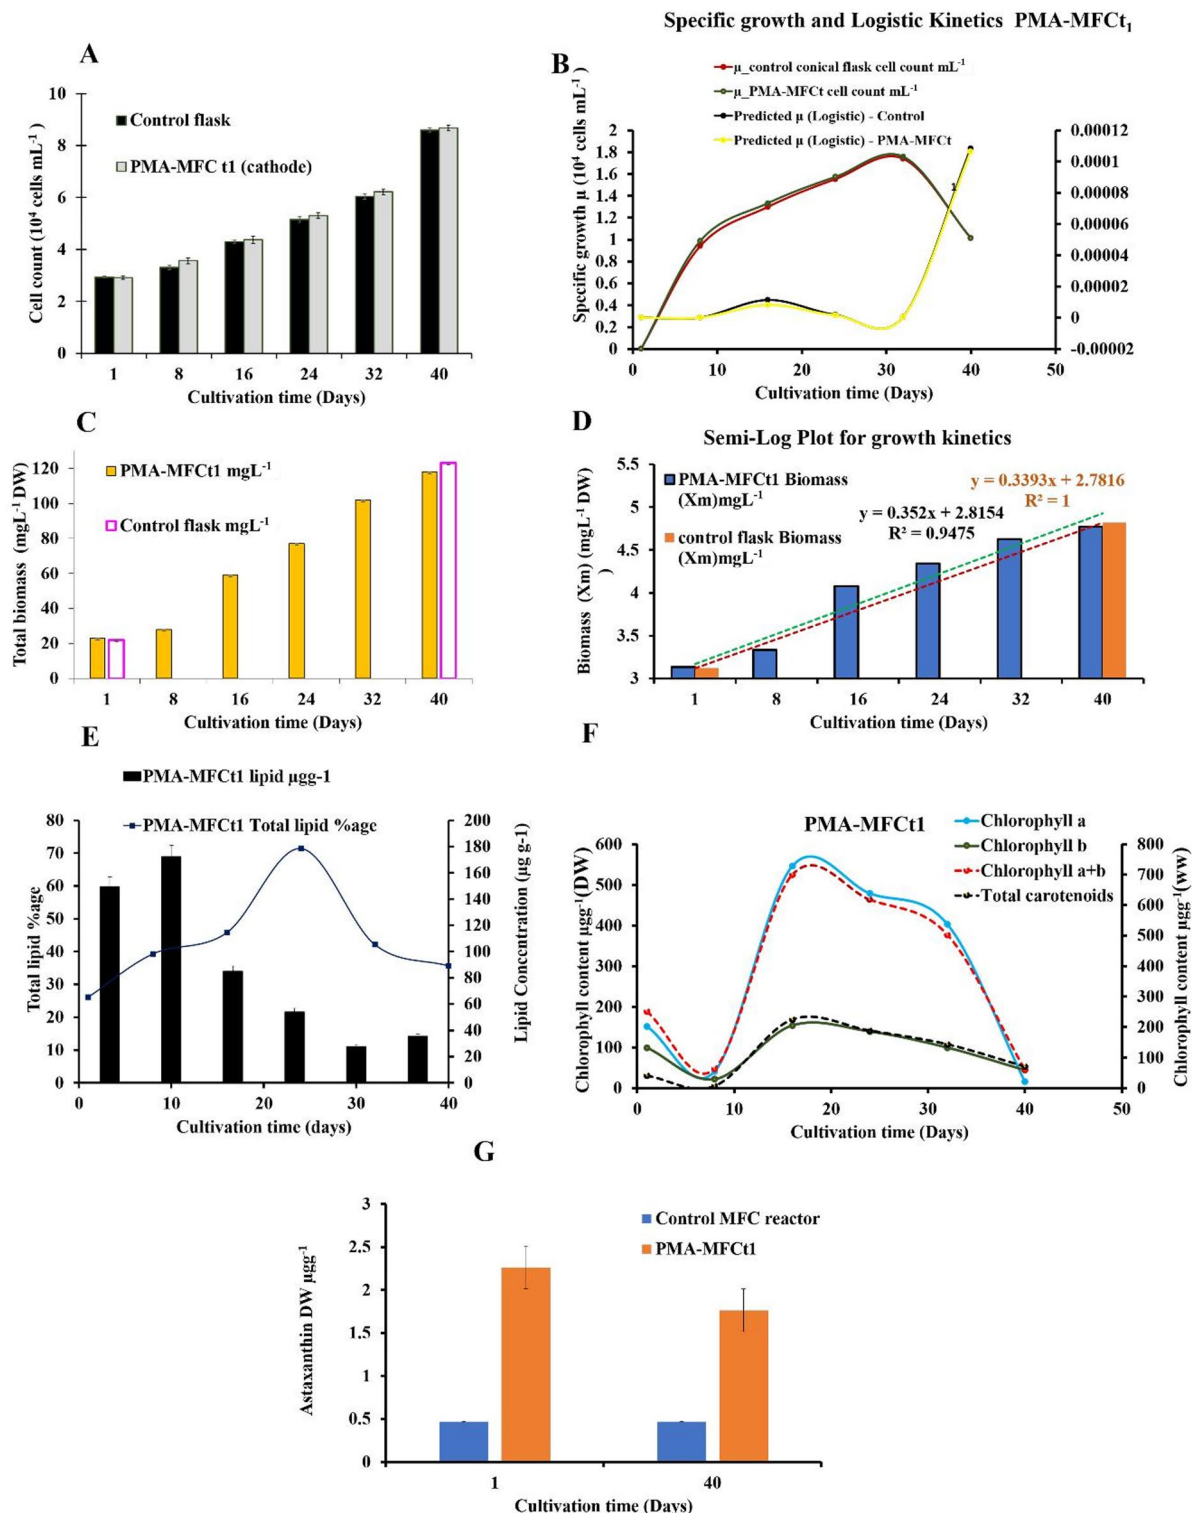 Specific growth and Logistic Kinetics PMA-MFCt₁
A
Control flask
PMA-MFC t1 (cathode)
Cell count (10⁴ cells mL⁻¹)
10
8
6
4
2
0
1 8 16 24 32 40
Cultivation time (Days)
B
μ_control conical flask cell count mL⁻¹
μ_PMA-MFCt cell count mL⁻¹
Predicted μ (Logistic) - Control
Predicted μ (Logistic) - PMA-MFCt
Specific growth μ (10⁴ cells mL⁻¹)
2
1.8
1.6
1.4
1.2
1
0.8
0.6
0.4
0.2
0
0.00012
0.0001
0.00008
0.00006
0.00004
0.00002
0
-0.00002
1
0 10 20 30 40 50
Cultivation time (Days)
C
PMA-MFCt1 mgL⁻¹
Control flask mgL⁻¹
Total biomass (mgL⁻¹ DW)
120
100
80
60
40
20
0
1 8 16 24 32 40
Cultivation time (Days)
D
Semi-Log Plot for growth kinetics
PMA-MFCt1 Biomass
(Xm)mgL⁻¹
control flask Biomass
(Xm)mgL⁻¹
y = 0.3393x + 2.7816
R² = 1
y = 0.352x + 2.8154
R² = 0.9475
Biomass (Xm) (mgL⁻¹ DW
)
5.5
5
4.5
4
3.5
3
1 8 16 24 32 40
Cultivation time (Days)
E
PMA-MFCt1 lipid μgg-1
PMA-MFCt1 Total lipid %age
Total lipid %age
80
70
60
50
40
30
20
10
0
Lipid Concentration (μg g-1)
200
180
160
140
120
100
80
60
40
20
0
0 10 20 30 40
Cultivation time (days)
F
PMA-MFCt1
Chlorophyll a
Chlorophyll b
Chlorophyll a+b
Total carotenoids
Chlorophyll content μgg⁻¹(DW)
600
500
400
300
200
100
0
Chlorophyll content μgg⁻¹(ww)
800
700
600
500
400
300
200
100
0
0 10 20 30 40 50
Cultivation time (Days)
G
Control MFC reactor
PMA-MFCt1
Astaxanthin DW μgg⁻¹
3
2.5
2
1.5
1
0.5
0
1 40
Cultivation time (Days)